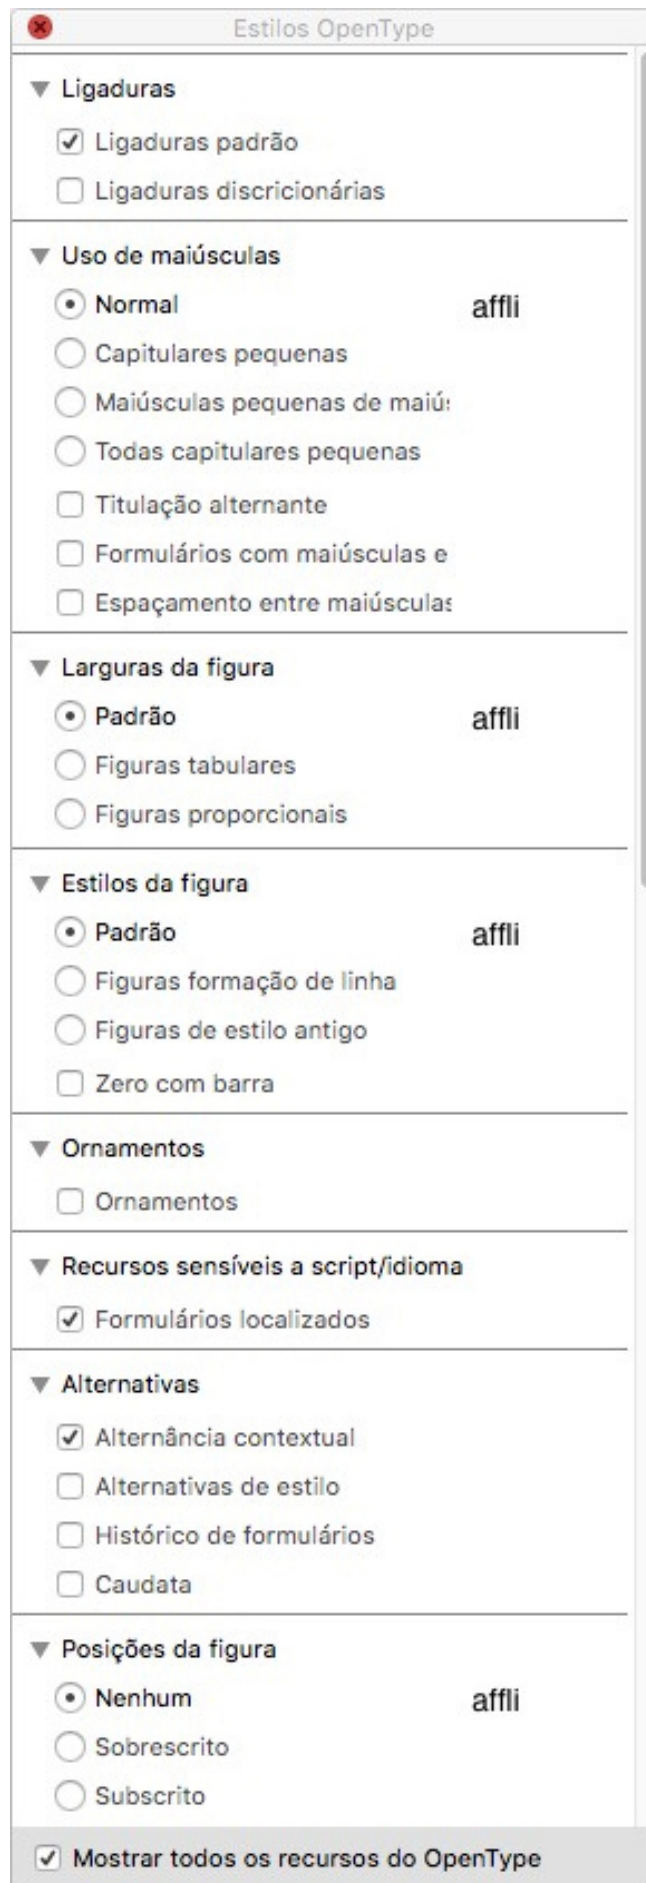 Estilos OpenType
Ligaduras
Ligaduras padrão
Ligaduras discricionárias
Uso de maiúsculas
Normal affli
Capitulares pequenas
Maiúsculas pequenas de maiú
Todas capitulares pequenas
Titulação alternante
Formulários com maiúsculas e
Espaçamento entre maiúsculas
Larguras da figura
Padrão affli
Figuras tabulares
Figuras proporcionais
Estilos da figura
Padrão affli
Figuras formação de linha
Figuras de estilo antigo
Zero com barra
Ornamentos
Ornamentos
Recursos sensíveis a script/idioma
Formulários localizados
Alternativas
Alternância contextual
Alternativas de estilo
Histórico de formulários
Caudata
Posições da figura
Nenhum affli
Sobrescrito
Subscrito
Mostrar todos os recursos do OpenType